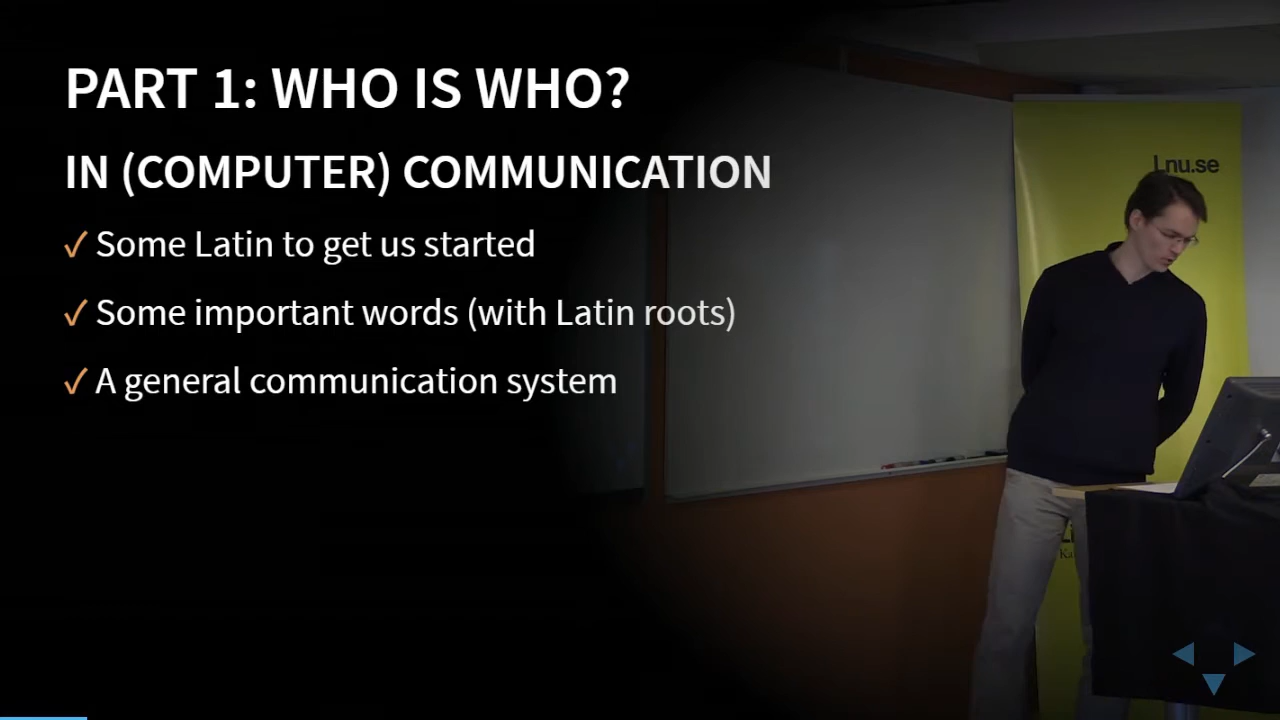 PART 1: WHO IS WHO?
IN (COMPUTER) COMMUNICATION
✓ Some Latin to get us started
✓ Some important words (with Latin roots)
✓ A general communication system
Lnu.se